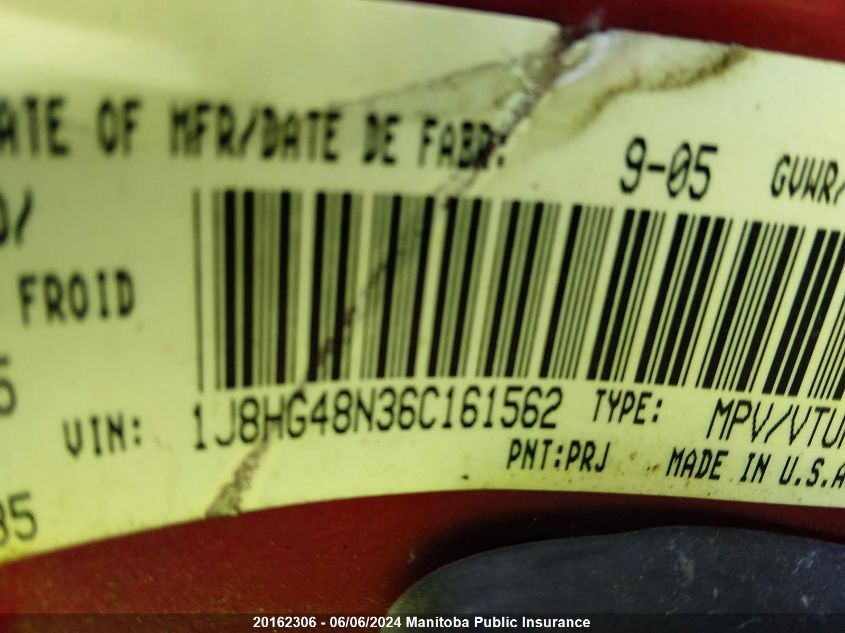 ATE OF MFR/DATE DE FABR: 9-05 GVWR/
O/
FROID
5
VIN: 1J8HG48N36C161562 TYPE: MPV/VTU
PNT:PRJ MADE IN U.S.A
85
20162306 - 06/06/2024 Manitoba Public Insurance